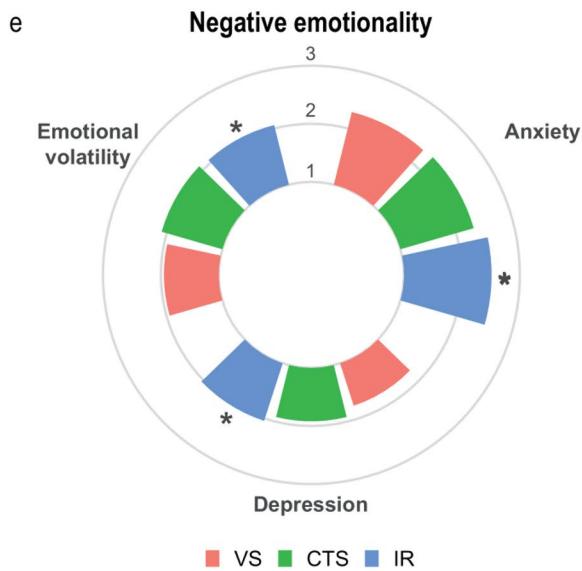 e
Negative emotionality
3
2
1
*
Emotional
volatility
Anxiety
*
*
Depression
VS CTS IR